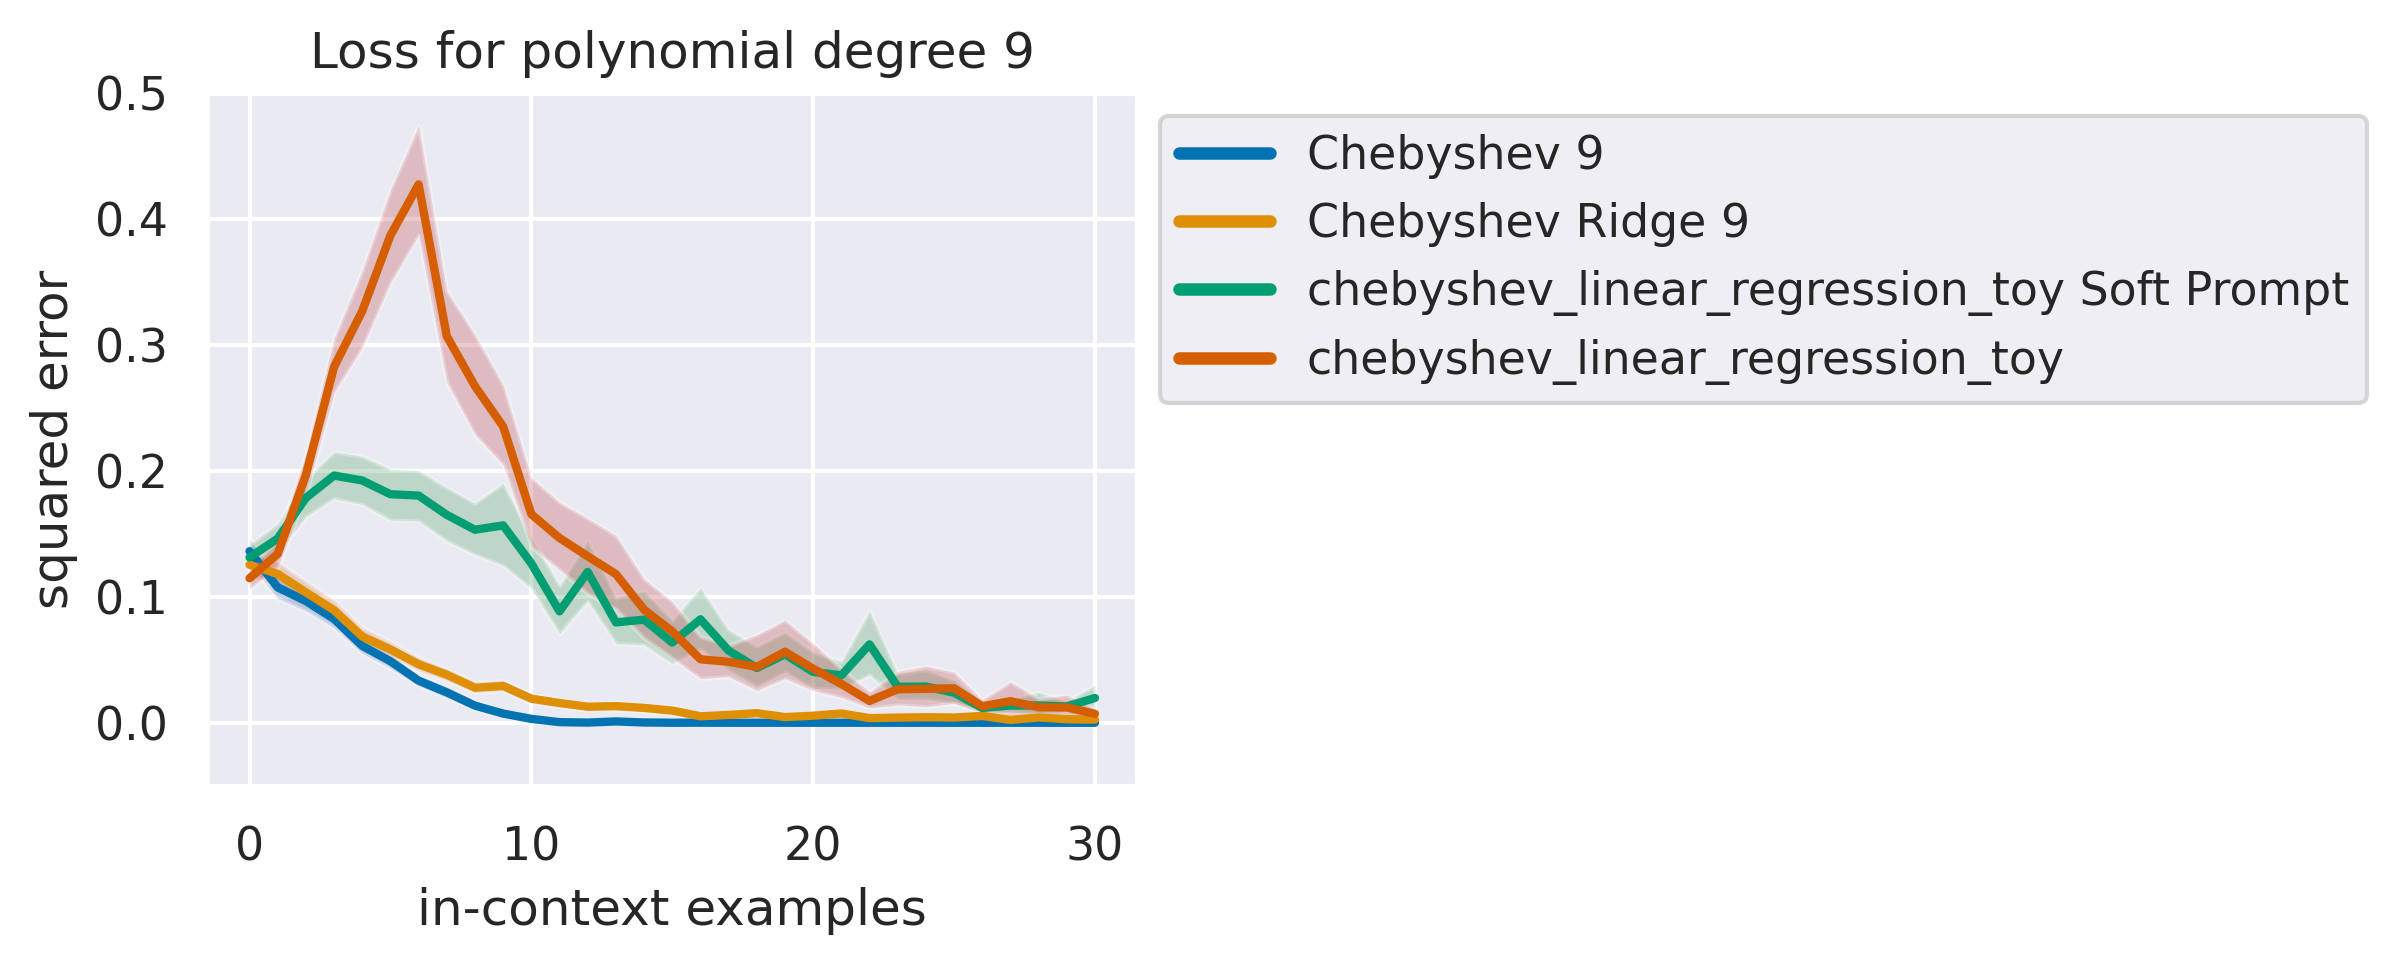 Loss for polynomial degree 9
0.5
0.4
0.3
0.2
0.1
0.0
squared error
0 10 20 30
in-context examples
Chebyshev 9
Chebyshev Ridge 9
chebyshev_linear_regression_toy Soft Prompt
chebyshev_linear_regression_toy